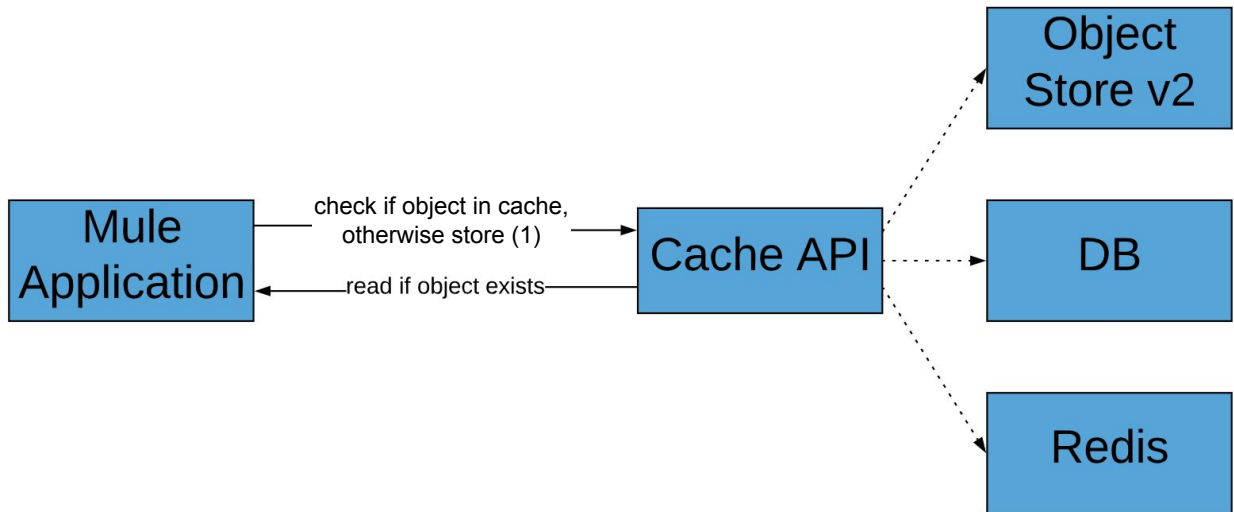 Object
Store v2
Mule
Application
check if object in cache,
otherwise store (1)
read if object exists
Cache API
DB
Redis